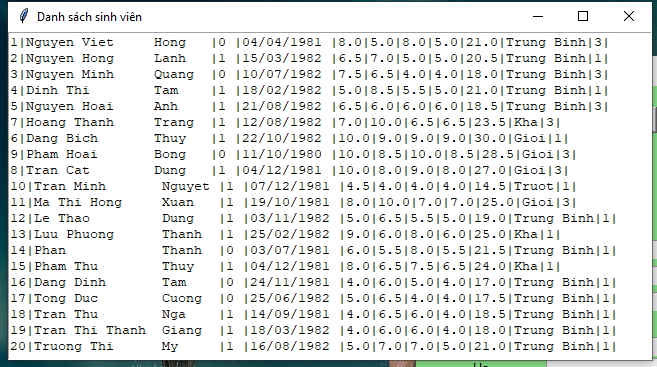 Danh sách sinh viên
1|Nguyen Viet     Hong   |0 |04/04/1981 |8.0|5.0|8.0|5.0|21.0|Trung Binh|3|
2|Nguyen Hong     Lanh   |1 |15/03/1982 |6.5|7.0|5.0|5.0|20.5|Trung Binh|1|
3|Nguyen Minh     Quang  |0 |10/07/1982 |7.5|6.5|4.0|4.0|18.0|Trung Binh|3|
4|Dinh Thi        Tam    |1 |18/02/1982 |5.0|8.5|5.5|5.0|21.0|Trung Binh|1|
5|Nguyen Hoai     Anh    |1 |21/08/1982 |6.5|6.0|6.0|6.0|18.5|Trung Binh|3|
7|Hoang Thanh     Trang  |1 |12/08/1982 |7.0|10.0|6.5|6.5|23.5|Kha|3|
6|Dang Bich       Thuy   |1 |22/10/1982 |10.0|9.0|9.0|9.0|30.0|Gioi|1|
9|Pham Hoai       Bong   |0 |11/10/1980 |10.0|8.5|10.0|8.5|28.5|Gioi|3|
8|Tran Cat        Dung   |1 |04/12/1981 |10.0|8.0|9.0|8.0|27.0|Gioi|3|
10|Tran Minh       Nguyet |1 |07/12/1981 |4.5|4.0|4.0|4.0|14.5|Truot|1|
11|Ma Thi Hong     Xuan   |1 |19/10/1981 |8.0|10.0|7.0|7.0|25.0|Gioi|3|
12|Le Thao         Dung   |1 |03/11/1982 |5.0|6.5|5.5|5.0|19.0|Trung Binh|1|
13|Luu Phuong      Thanh  |1 |25/02/1982 |9.0|6.0|8.0|6.0|25.0|Kha|1|
14|Phan            Thanh  |0 |03/07/1981 |6.0|5.5|8.0|5.5|21.5|Trung Binh|1|
15|Pham Thu        Thuy   |1 |04/12/1981 |8.0|6.5|7.5|6.5|24.0|Kha|1|
16|Dang Dinh       Tam    |0 |24/11/1981 |4.0|6.0|5.0|4.0|17.0|Trung Binh|1|
17|Tong Duc        Cuong  |0 |25/06/1982 |5.0|6.5|4.0|4.0|17.5|Trung Binh|1|
18|Tran Thu        Nga    |1 |14/09/1981 |4.0|6.5|6.0|4.0|18.5|Trung Binh|1|
19|Tran Thi Thanh  Giang  |1 |18/03/1982 |4.0|6.0|6.0|4.0|18.0|Trung Binh|1|
20|Truong Thi      My     |1 |16/08/1982 |5.0|7.0|7.0|5.0|20.5|Trung Binh|1|